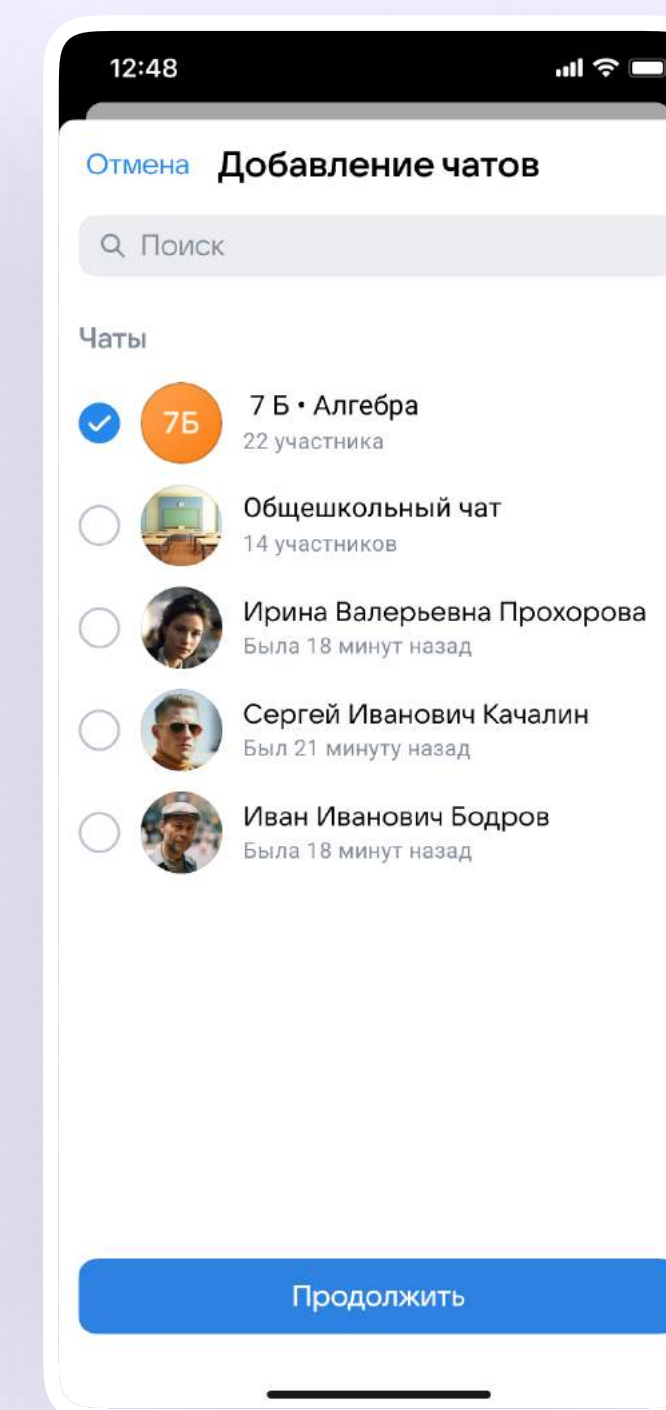 12:48
Отмена Добавление чатов
Поиск
Чаты
7Б
7 Б • Алгебра
22 участника
Общешкольный чат
14 участников
Ирина Валерьевна Прохорова
Была 18 минут назад
Сергей Иванович Качалин
Был 21 минуту назад
Иван Иванович Бодров
Была 18 минут назад
Продолжить